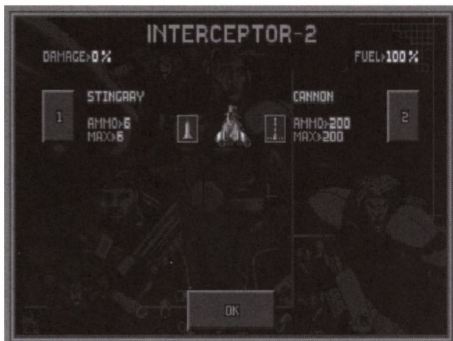 INTERCEPTOR-2
DAMAGE>0%
FUEL>100%
1
STINGRAY
AMMO>6
MAX>6
CANNON
AMMO>200
MAX>200
2
OK